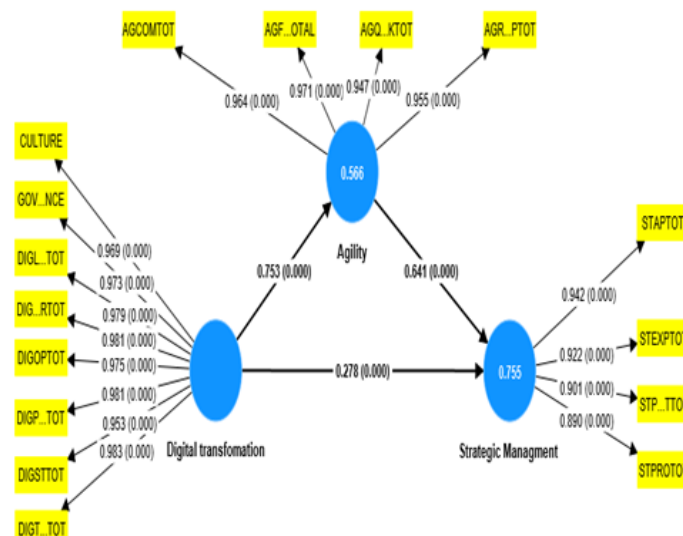 AGCOMTOT
AGF...OTAL
AGQ...KTOT
AGR...PTOT
0.964 (0.000)
0.971 (0.000)
0.947 (0.000)
0.955 (0.000)
CULTURE
GOV...NCE
DIGL...TOT
DIG...RTOT
DIGOPTOT
DIGP...TOT
DIGSTTOT
DIGT...TOT
0.969 (0.000)
0.973 (0.000)
0.979 (0.000)
0.981 (0.000)
0.975 (0.000)
0.981 (0.000)
0.953 (0.000)
0.983 (0.000)
0.566
Agility
0.753 (0.000)
0.641 (0.000)
0.278 (0.000)
Digital transfomation
0.755
Strategic Managment
STAPTOT
STEXPTOT
STP...TTO
STPROTO
0.942 (0.000)
0.922 (0.000)
0.901 (0.000)
0.890 (0.000)